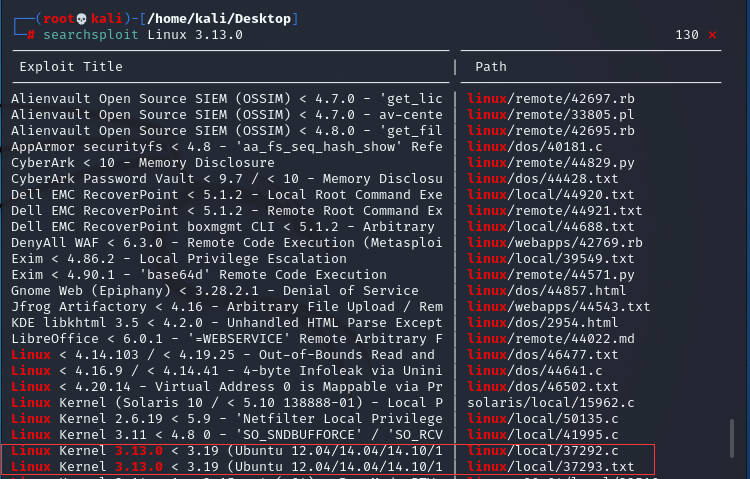 (root💀kali)-[/home/kali/Desktop]
# searchsploit Linux 3.13.0 130 ⨯
Exploit Title | Path
Alienvault Open Source SIEM (OSSIM) < 4.7.0 - 'get_lic | linux/remote/42697.rb
Alienvault Open Source SIEM (OSSIM) < 4.7.0 - av-cente | linux/remote/33805.pl
Alienvault Open Source SIEM (OSSIM) < 4.8.0 - 'get_fil | linux/remote/42695.rb
AppArmor securityfs < 4.8 - 'aa_fs_seq_hash_show' Refe | linux/dos/40181.c
CyberArk < 10 - Memory Disclosure | linux/remote/44829.py
CyberArk Password Vault < 9.7 / < 10 - Memory Disclosu | linux/dos/44428.txt
Dell EMC RecoverPoint < 5.1.2 - Local Root Command Exe | linux/local/44920.txt
Dell EMC RecoverPoint < 5.1.2 - Remote Root Command Ex | linux/remote/44921.txt
Dell EMC RecoverPoint boxmgmt CLI < 5.1.2 - Arbitrary | linux/local/44688.txt
DenyAll WAF < 6.3.0 - Remote Code Execution (Metasploi | linux/webapps/42769.rb
Exim < 4.86.2 - Local Privilege Escalation | linux/local/39549.txt
Exim < 4.90.1 - 'base64d' Remote Code Execution | linux/remote/44571.py
Gnome Web (Epiphany) < 3.28.2.1 - Denial of Service | linux/dos/44857.html
Jfrog Artifactory < 4.16 - Arbitrary File Upload / Rem | linux/webapps/44543.txt
KDE libkhtml 3.5 < 4.2.0 - Unhandled HTML Parse Except | linux/dos/2954.html
LibreOffice < 6.0.1 - '=WEBSERVICE' Remote Arbitrary F | linux/remote/44022.md
Linux < 4.14.103 / < 4.19.25 - Out-of-Bounds Read and | linux/dos/46477.txt
Linux < 4.16.9 / < 4.14.41 - 4-byte Infoleak via Unini | linux/dos/44641.c
Linux < 4.20.14 - Virtual Address 0 is Mappable via Pr | linux/dos/46502.txt
Linux Kernel (Solaris 10 / < 5.10 138888-01) - Local P | solaris/local/15962.c
Linux Kernel 2.6.19 < 5.9 - 'Netfilter Local Privilege | linux/local/50135.c
Linux Kernel 3.11 < 4.8 0 - 'SO_SNDBUFFORCE' / 'SO_RCV | linux/local/41995.c
Linux Kernel 3.13.0 < 3.19 (Ubuntu 12.04/14.04/14.10/1 | linux/local/37292.c
Linux Kernel 3.13.0 < 3.19 (Ubuntu 12.04/14.04/14.10/1 | linux/local/37293.txt